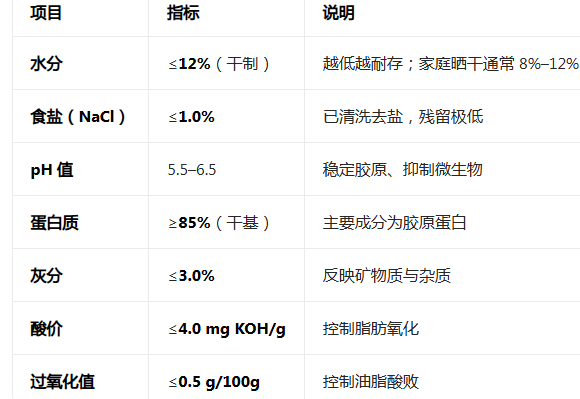 项目 指标 说明
水分 ≤12%（干制） 越低越耐存；家庭晒干通常 8%–12%
食盐（NaCl） ≤1.0% 已清洗去盐，残留极低
pH 值 5.5–6.5 稳定胶原、抑制微生物
蛋白质 ≥85%（干基） 主要成分为胶原蛋白
灰分 ≤3.0% 反映矿物质与杂质
酸价 ≤4.0 mg KOH/g 控制脂肪氧化
过氧化值 ≤0.5 g/100g 控制油脂酸败